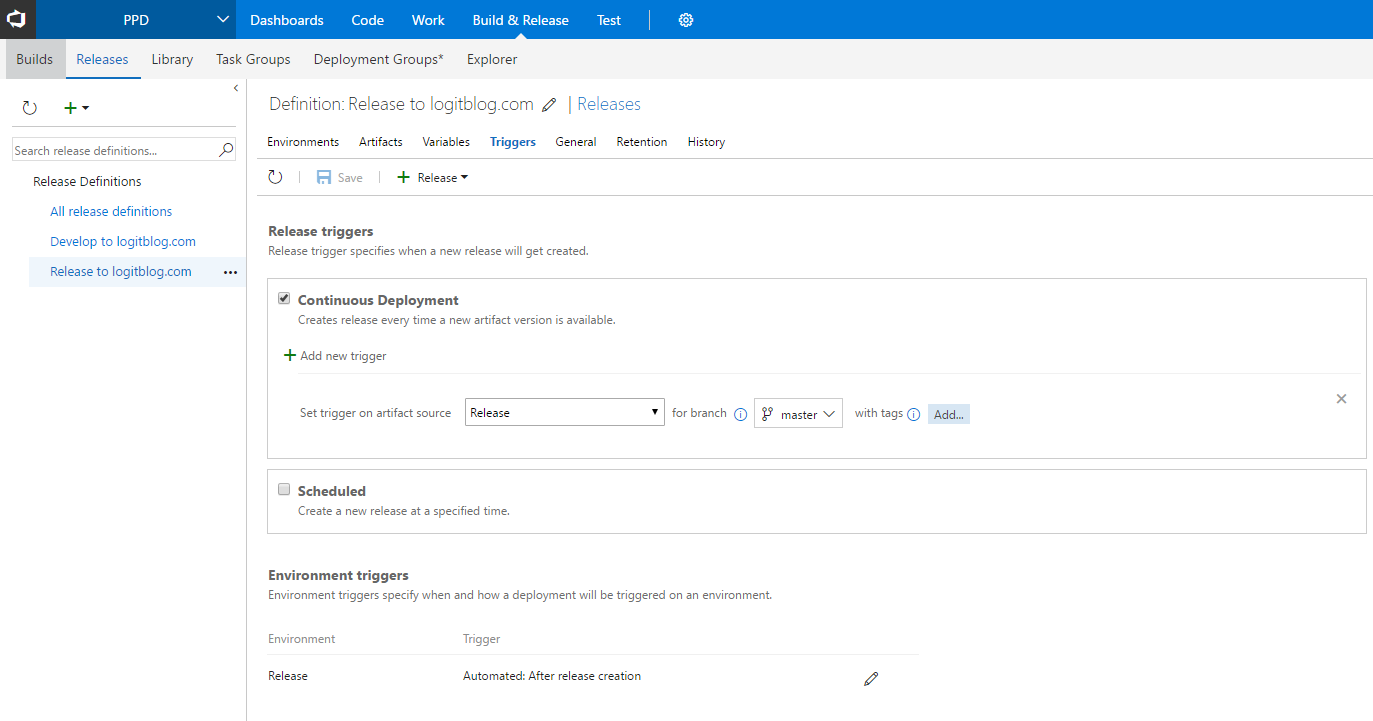 PPD Dashboards Code Work Build & Release Test
Builds Releases Library Task Groups Deployment Groups* Explorer
Search release definitions...
Release Definitions
All release definitions
Develop to logitblog.com
Release to logitblog.com
Definition: Release to logitblog.com | Releases
Environments Artifacts Variables Triggers General Retention History
Save Release
Release triggers
Release trigger specifies when a new release will get created.
Continuous Deployment
Creates release every time a new artifact version is available.
Add new trigger
Set trigger on artifact source Release for branch master with tags Add...
Scheduled
Create a new release at a specified time.
Environment triggers
Environment triggers specify when and how a deployment will be triggered on an environment.
Environment Trigger
Release Automated: After release creation